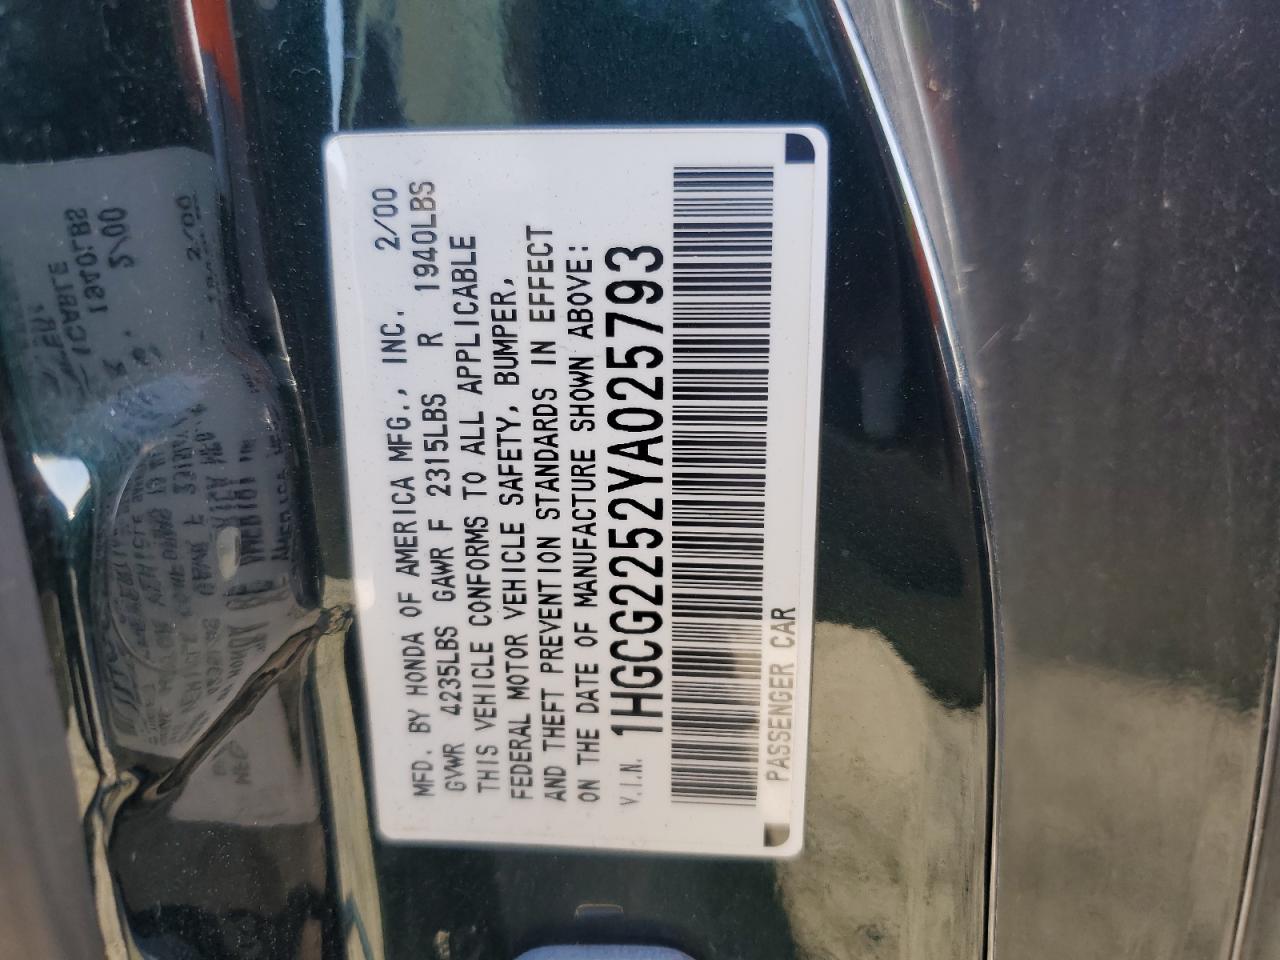 MFD. BY HONDA OF AMERICA MFG., INC. 2/00
GVWR 4235LBS GAWR F 2315LBS R 1940LBS
THIS VEHICLE CONFORMS TO ALL APPLICABLE
FEDERAL MOTOR VEHICLE SAFETY, BUMPER,
AND THEFT PREVENTION STANDARDS IN EFFECT
ON THE DATE OF MANUFACTURE SHOWN ABOVE:
V.I.N. 1HGCG2252YA025793
PASSENGER CAR